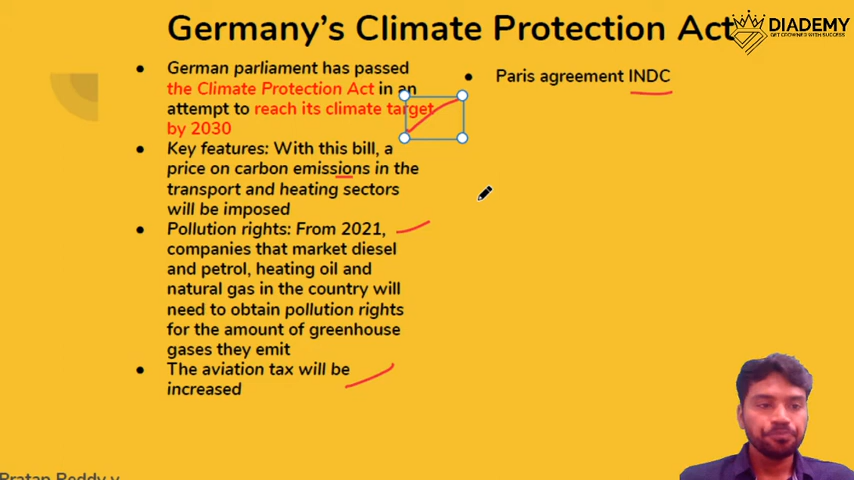 Germany's Climate Protection Act
DIADEMY
GET CROWNED WITH SUCCESS
German parliament has passed
the Climate Protection Act in an
attempt to reach its climate target
by 2030
Key features: With this bill, a
price on carbon emissions in the
transport and heating sectors
will be imposed
Pollution rights: From 2021,
companies that market diesel
and petrol, heating oil and
natural gas in the country will
need to obtain pollution rights
for the amount of greenhouse
gases they emit
The aviation tax will be
increased
Paris agreement INDC
Pratap Reddy y